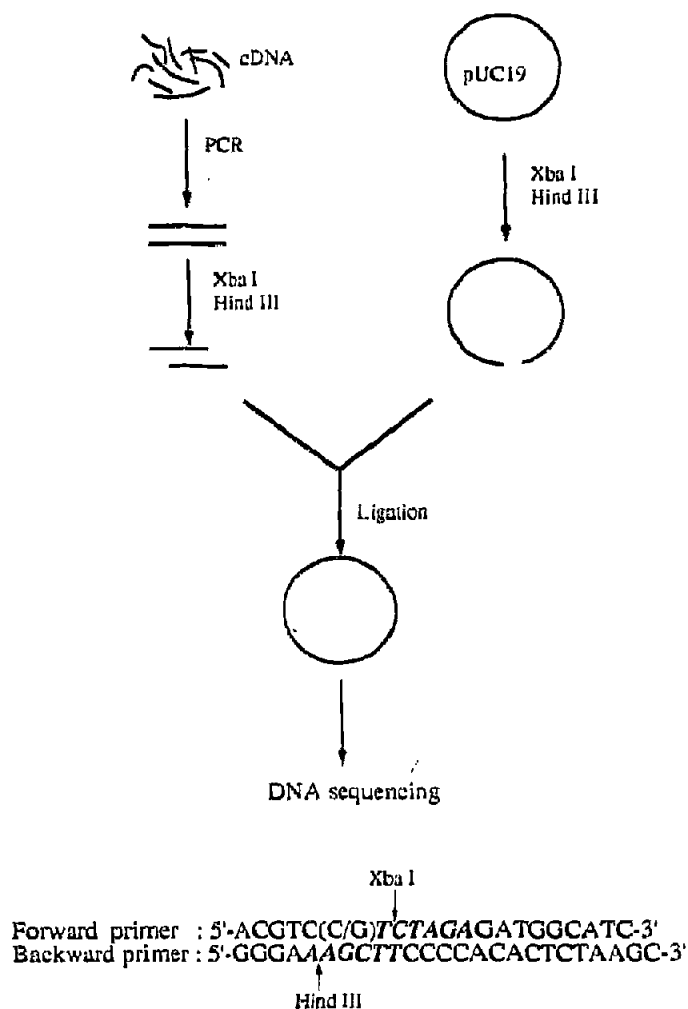 cDNA
pUC19
PCR
Xba I
Hind III
Xba I
Hind III
Ligation
DNA sequencing
Xba I
Forward primer : 5'-ACGTC(C/G)TCTAGAGATGGCATC-3'
Backward primer : 5'-GGGAAAGCTTCCCCACACTCTAAGC-3'
Hind III